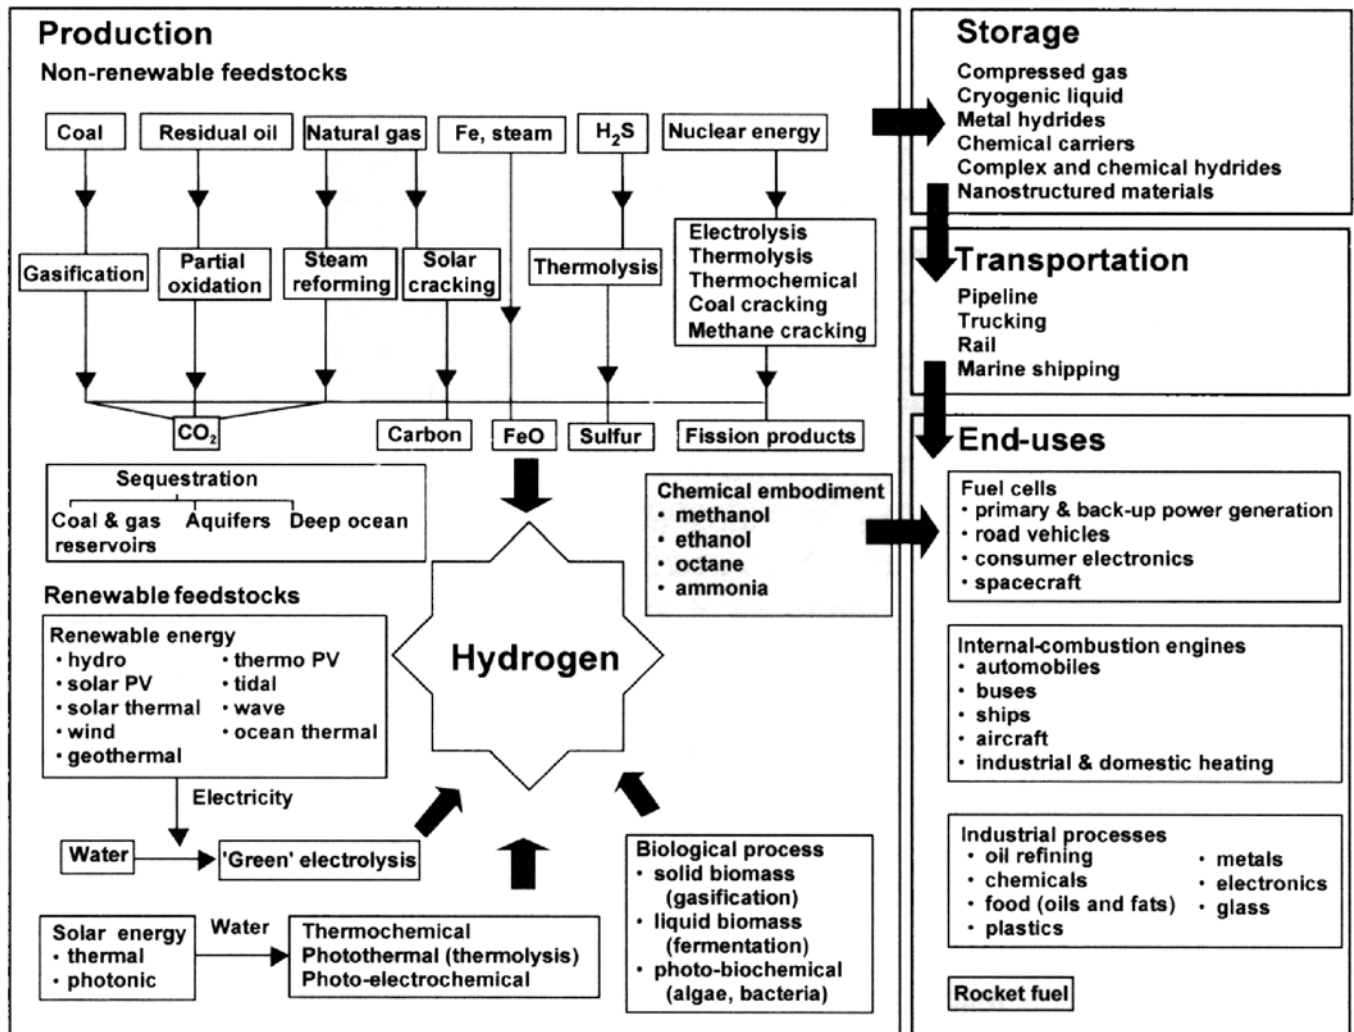 Production
Non-renewable feedstocks
Coal
Residual oil
Natural gas
Fe, steam
H₂S
Nuclear energy
Gasification
Partial
oxidation
Steam
reforming
Solar
cracking
Thermolysis
Electrolysis
Thermolysis
Thermochemical
Coal cracking
Methane cracking
CO₂
Carbon
FeO
Sulfur
Fission products
Sequestration
Coal & gas
reservoirs
Aquifers
Deep ocean
Chemical embodiment
• methanol
• ethanol
• octane
• ammonia
Renewable feedstocks
Renewable energy
• hydro
• solar PV
• solar thermal
• wind
• geothermal
• thermo PV
• tidal
• wave
• ocean thermal
Hydrogen
Electricity
Water
'Green' electrolysis
Solar energy
• thermal
• photonic
Water
Thermochemical
Photothermal (thermolysis)
Photo-electrochemical
Biological process
• solid biomass
(gasification)
• liquid biomass
(fermentation)
• photo-biochemical
(algae, bacteria)
Storage
Compressed gas
Cryogenic liquid
Metal hydrides
Chemical carriers
Complex and chemical hydrides
Nanostructured materials
Transportation
Pipeline
Trucking
Rail
Marine shipping
End-uses
Fuel cells
• primary & back-up power generation
• road vehicles
• consumer electronics
• spacecraft
Internal-combustion engines
• automobiles
• buses
• ships
• aircraft
• industrial & domestic heating
Industrial processes
• oil refining
• chemicals
• food (oils and fats)
• plastics
• metals
• electronics
• glass
Rocket fuel